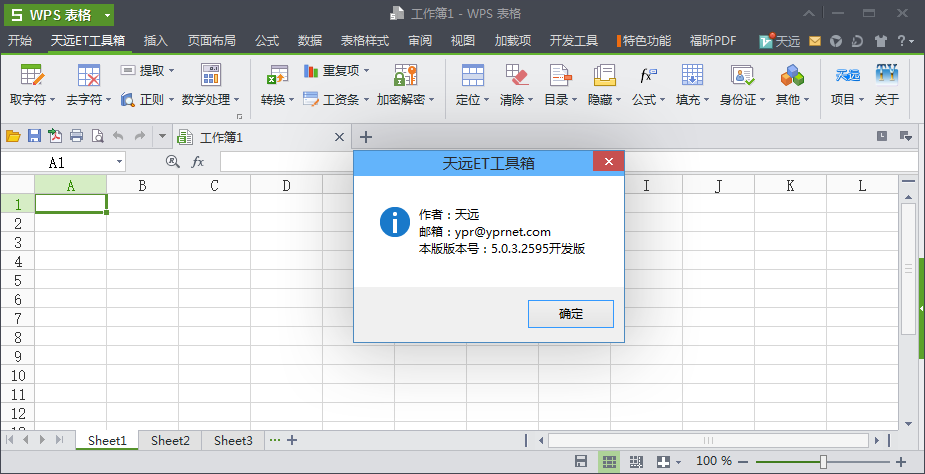 S WPS 表格
工作簿1 - WPS 表格
开始 天远ET工具箱 插入 页面布局 公式 数据 表格样式 审阅 视图 加载项 开发工具 特色功能 福昕PDF 天远 ?
取字符 去字符 提取 正则 数学处理 转换 重复项 工资条 加密解密 定位 清除 目录 隐藏 公式 填充 身份证 其他 天远 项目 关于
工作簿1
A1 fx
A B C D I J K L
1
2
3
4
5
6
7
8
9
10
11
12
天远ET工具箱
作者：天远
邮箱：ypr@yprnet.com
本版版本号：5.0.3.2595开发版
确定
Sheet1 Sheet2 Sheet3 ···
100 %